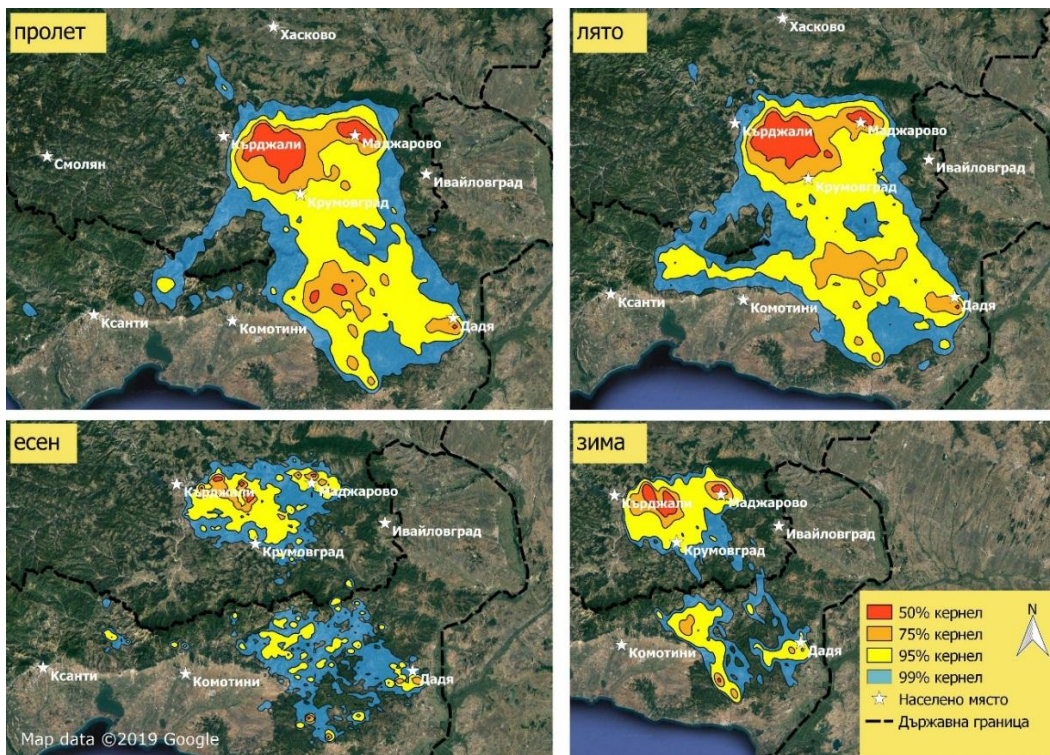 пролет
Хасково
Кърджали
Маджарово
Смолян
Ивайловград
Крумовград
Ксанти
Комотини
Дадя
лято
Хасково
Кърджали
Маджарово
Ивайловград
Крумовград
Ксанти
Комотини
Дадя
есен
Кърджали
Маджарово
Ивайловград
Крумовград
Ксанти
Комотини
Дадя
Map data ©2019 Google
зима
Кърджали
Маджарово
Ивайловград
Крумовград
Комотини
Дадя
50% кернел
N
75% кернел
95% кернел
99% кернел
Населено място
Държавна граница